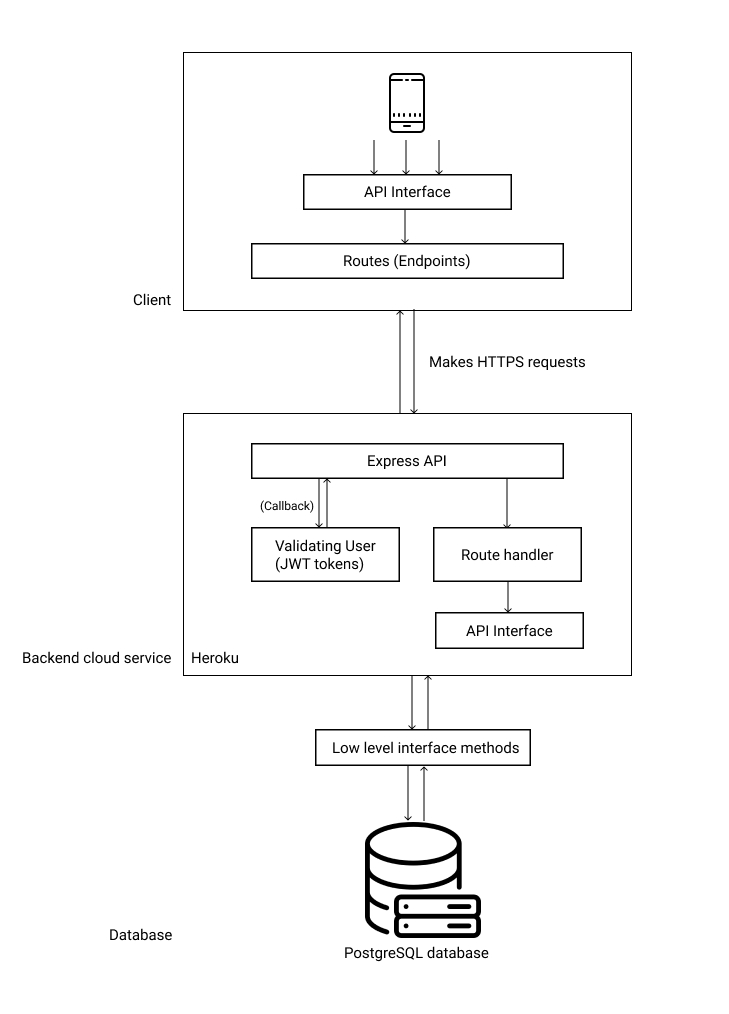 API Interface
Routes (Endpoints)
Client
Makes HTTPS requests
Express API
(Callback)
Validating User
(JWT tokens)
Route handler
API Interface
Backend cloud service
Heroku
Low level interface methods
Database
PostgreSQL database